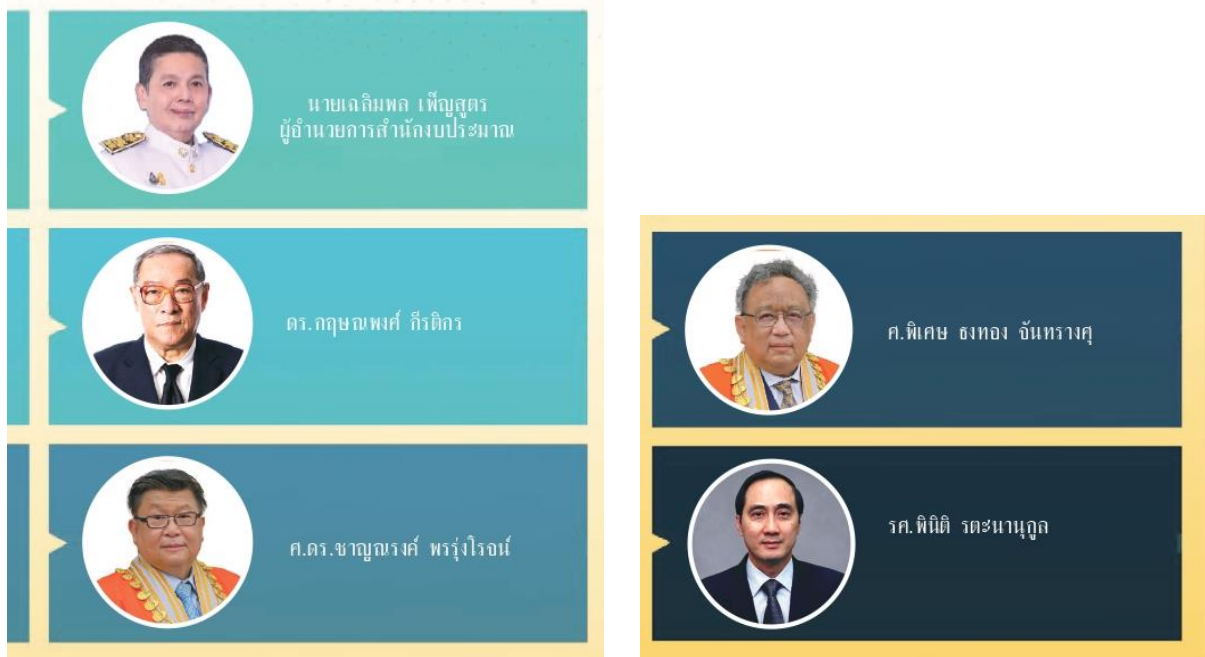 นายเฉลิมพล เพ็ญสูตร
ผู้อำนวยการสำนักงบประมาณ
ดร.กฤษณพงศ์ กีรติกร
ศ.ดร.ชาญณรงค์ พรรุ่งโรจน์
ศ.พิเศษ ธงทอง จันทรางศุ
รศ.พินิติ รตะนานุกูล